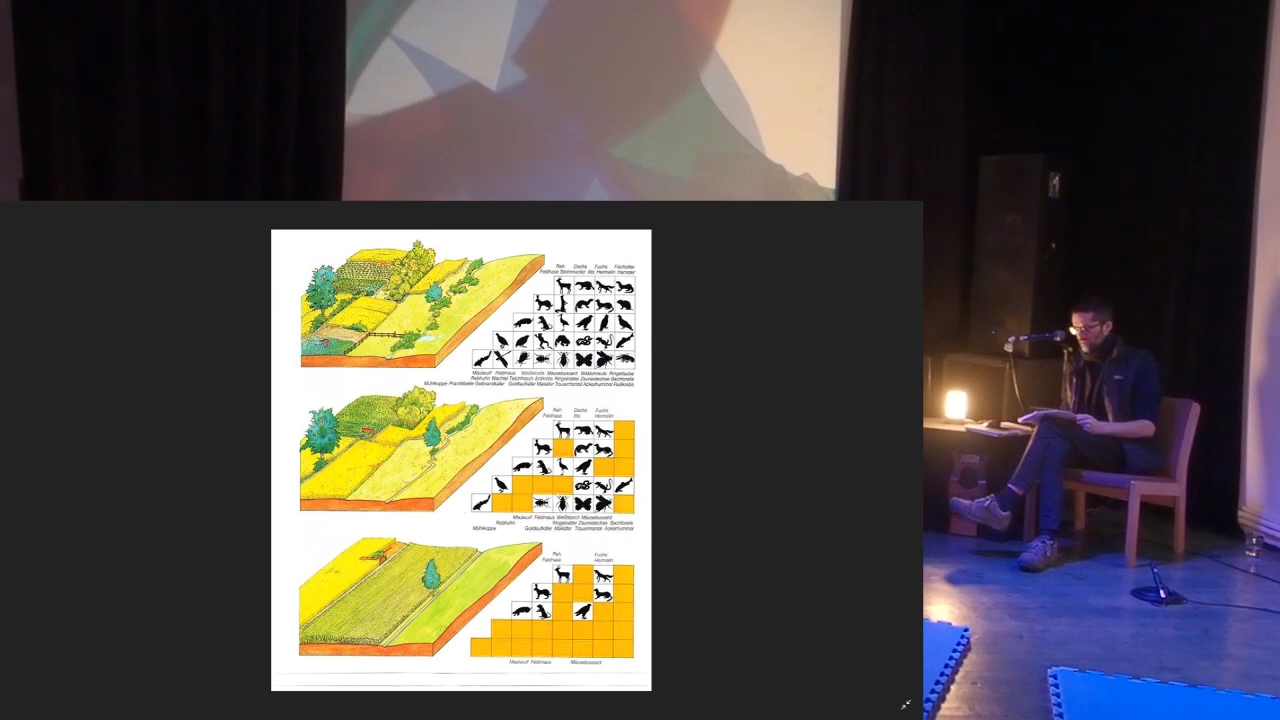 Reh Dachs Fuchs Fischotter
Feldhase Steinmarder Iltis Hermelin Hamster
Maulwurf Feldmaus Weißstorch Mäusebussard Waldohreule Ringeltaube
Rebhuhn Wachtel Teichfrosch Erdkröte Ringelnatter Zauneidechse Bachforelle
Mühlkoppe Prachtlibelle Gelbrandkäfer Goldlaufkäfer Maikäfer Trauermantel Ackerhummel Flußkrebs
Reh Dachs Fuchs
Feldhase Iltis Hermelin
Maulwurf Feldmaus Weißstorch Mäusebussard
Rebhuhn Ringelnatter Zauneidechse Bachforelle
Mühlkoppe Goldlaufkäfer Maikäfer Trauermantel Ackerhummel
Reh Fuchs
Feldhase Hermelin
Maulwurf Feldmaus Mäusebussard